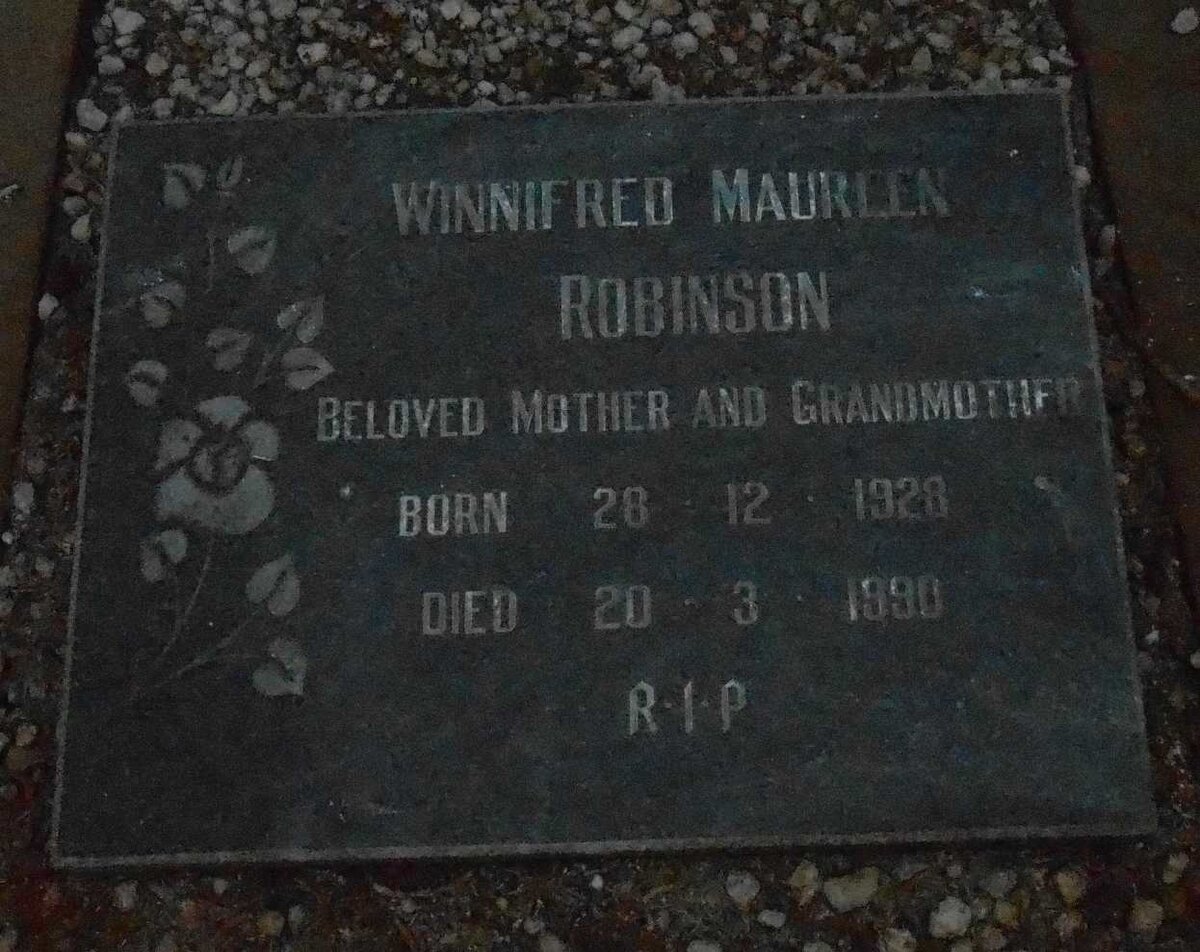 WINNIFRED MAUREEN
ROBINSON
BELOVED MOTHER AND GRANDMOTHER
BORN 28 · 12 · 1928
DIED 20 · 3 · 1990
R·I·P